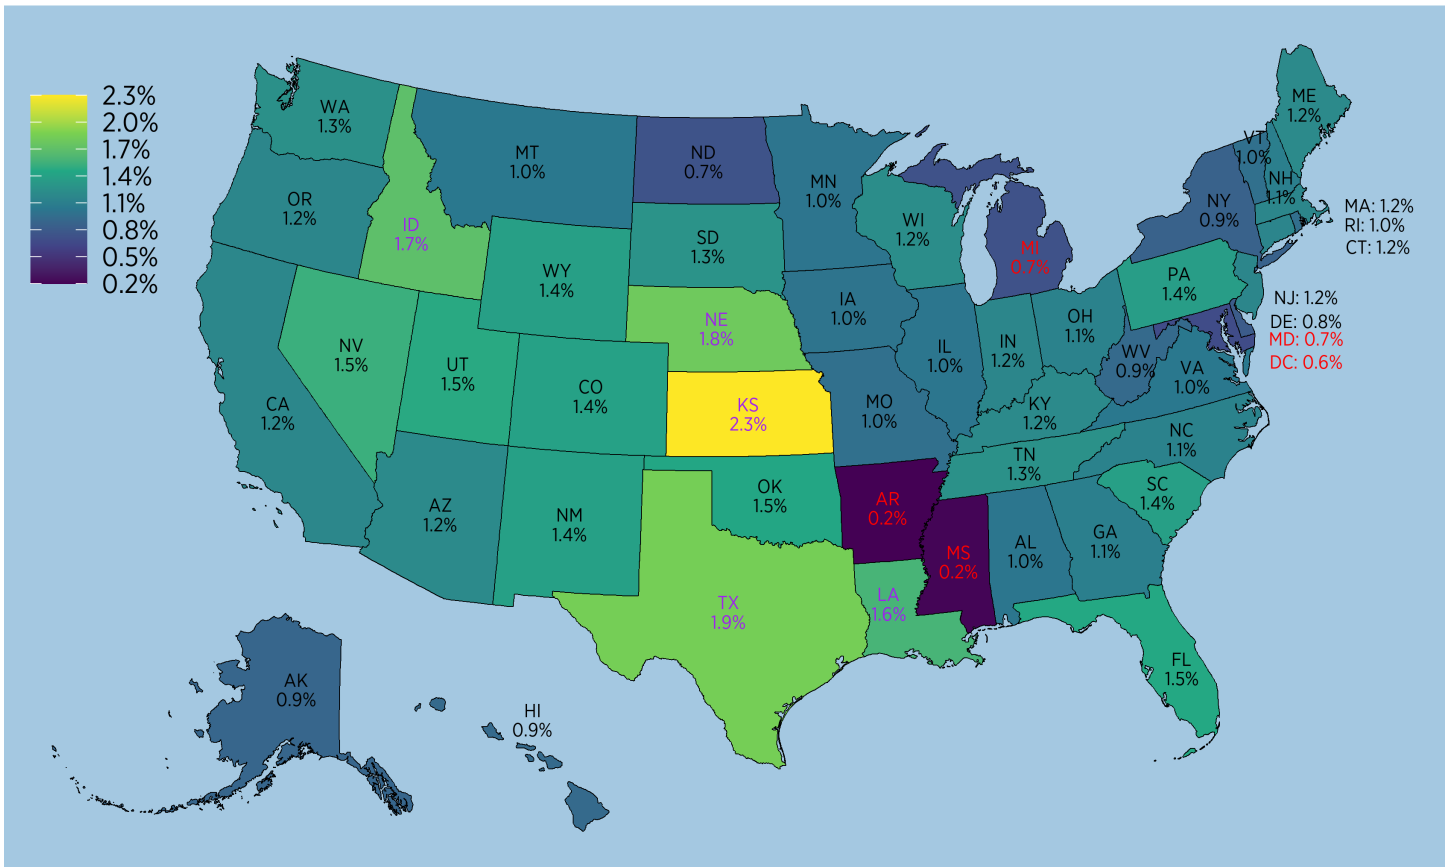 2.3%
2.0%
1.7%
1.4%
1.1%
0.8%
0.5%
0.2%
WA
1.3%
OR
1.2%
ID
1.7%
MT
1.0%
ND
0.7%
MN
1.0%
WI
1.2%
MI
0.7%
ME
1.2%
VT
1.0%
NH
1.1%
NY
0.9%
MA: 1.2%
RI: 1.0%
CT: 1.2%
SD
1.3%
WY
1.4%
NE
1.8%
IA
1.0%
IL
1.0%
IN
1.2%
OH
1.1%
PA
1.4%
NJ: 1.2%
DE: 0.8%
MD: 0.7%
DC: 0.6%
NV
1.5%
UT
1.5%
CO
1.4%
KS
2.3%
MO
1.0%
KY
1.2%
WV
0.9%
VA
1.0%
CA
1.2%
AZ
1.2%
NM
1.4%
OK
1.5%
AR
0.2%
TN
1.3%
NC
1.1%
SC
1.4%
TX
1.9%
LA
1.6%
MS
0.2%
AL
1.0%
GA
1.1%
FL
1.5%
AK
0.9%
HI
0.9%